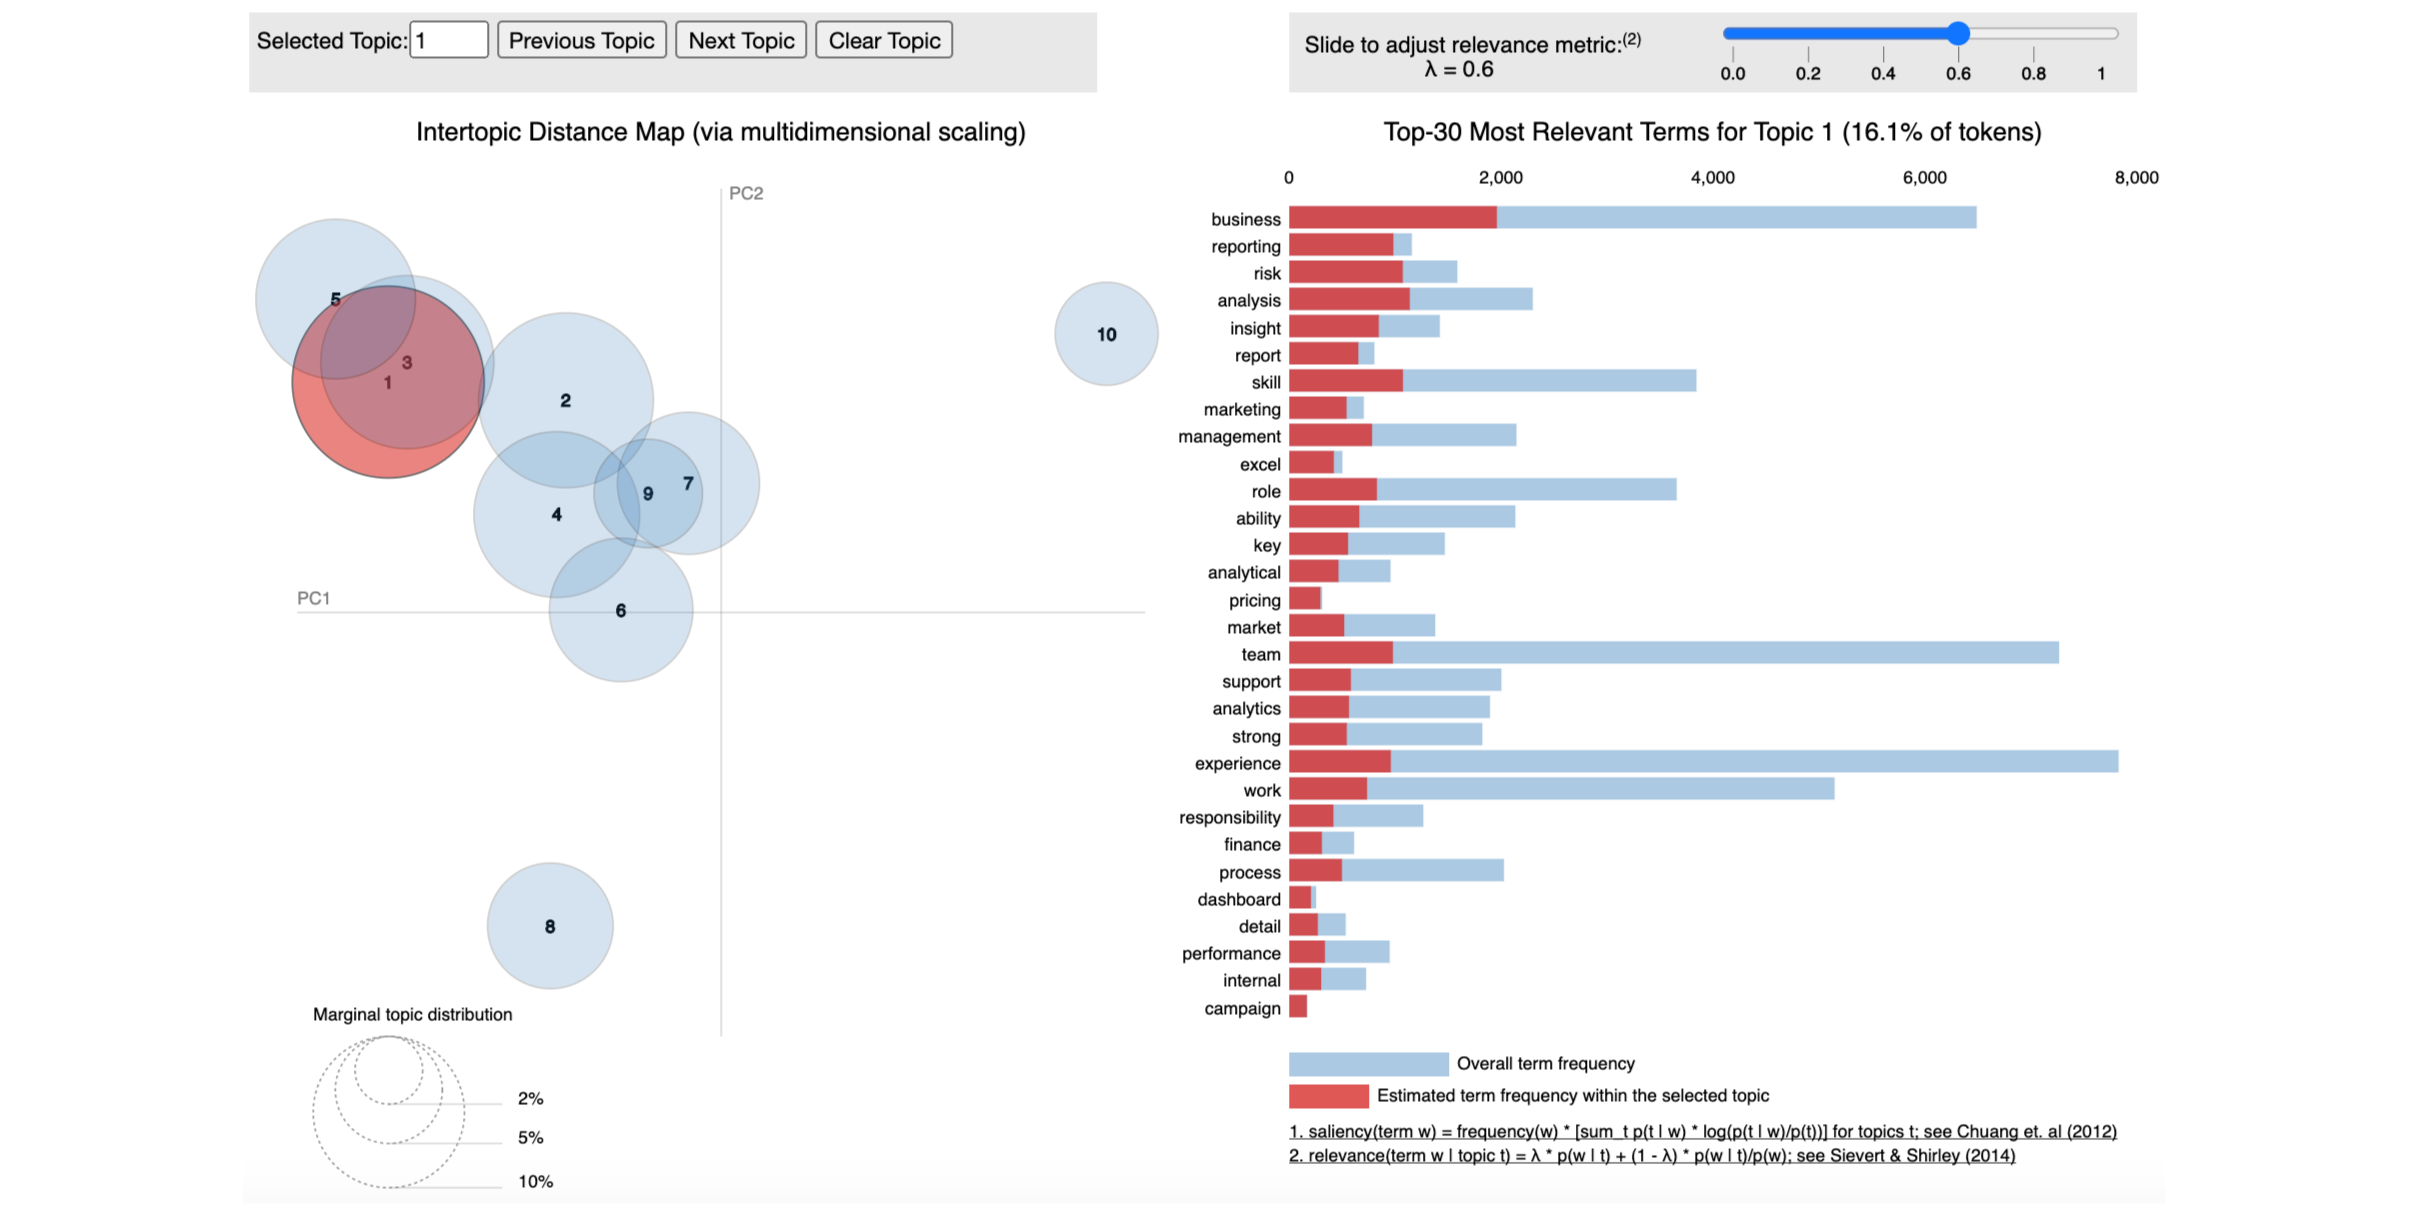 Selected Topic: 1 Previous Topic Next Topic Clear Topic
Slide to adjust relevance metric:(2)
λ = 0.6
0.0 0.2 0.4 0.6 0.8 1
Intertopic Distance Map (via multidimensional scaling)
PC2
PC1
5
3
1
2
10
9
7
4
6
8
Marginal topic distribution
2%
5%
10%
Top-30 Most Relevant Terms for Topic 1 (16.1% of tokens)
0 2,000 4,000 6,000 8,000
business
reporting
risk
analysis
insight
report
skill
marketing
management
excel
role
ability
key
analytical
pricing
market
team
support
analytics
strong
experience
work
responsibility
finance
process
dashboard
detail
performance
internal
campaign
Overall term frequency
Estimated term frequency within the selected topic
1. saliency(term w) = frequency(w) * [sum_t p(t | w) * log(p(t | w)/p(t))] for topics t; see Chuang et. al (2012)
2. relevance(term w | topic t) = λ * p(w | t) + (1 - λ) * p(w | t)/p(w); see Sievert & Shirley (2014)